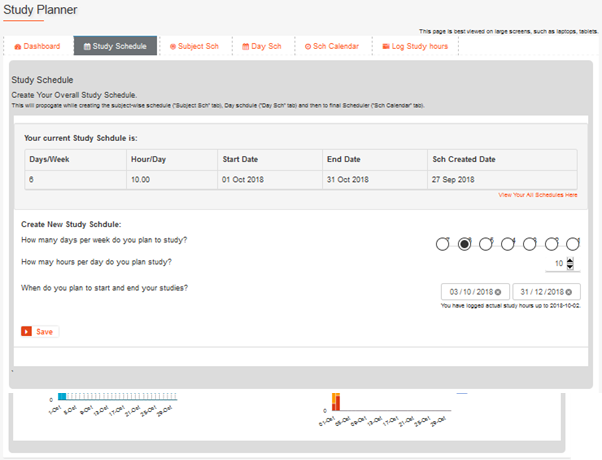 Study Planner
This page is best viewed on large screens, such as laptops, tablets.
Dashboard Study Schedule Subject Sch Day Sch Sch Calendar Log Study hours
Study Schedule
Create Your Overall Study Schedule.
This will propogate while creating the subject-wise schedule ("Subject Sch" tab), Day schdule ("Day Sch" tab) and then to final Scheduler ("Sch Calendar" tab).
Your current Study Schdule is:
Days/Week Hour/Day Start Date End Date Sch Created Date
6 10.00 01 Oct 2018 31 Oct 2018 27 Sep 2018
View Your All Schedules Here
Create New Study Schdule:
How many days per week do you plan to study?
How may hours per day do you plan study? 10
When do you plan to start and end your studies? 03 / 10 / 2018 31 / 12 / 2018
You have logged actual study hours up to 2018-10-02.
Save
0 0
1-Oct 5-Oct 9-Oct 13-Oct 17-Oct 21-Oct 25-Oct 29-Oct 01-Oct 05-Oct 09-Oct 13-Oct 17-Oct 21-Oct 25-Oct 29-Oct